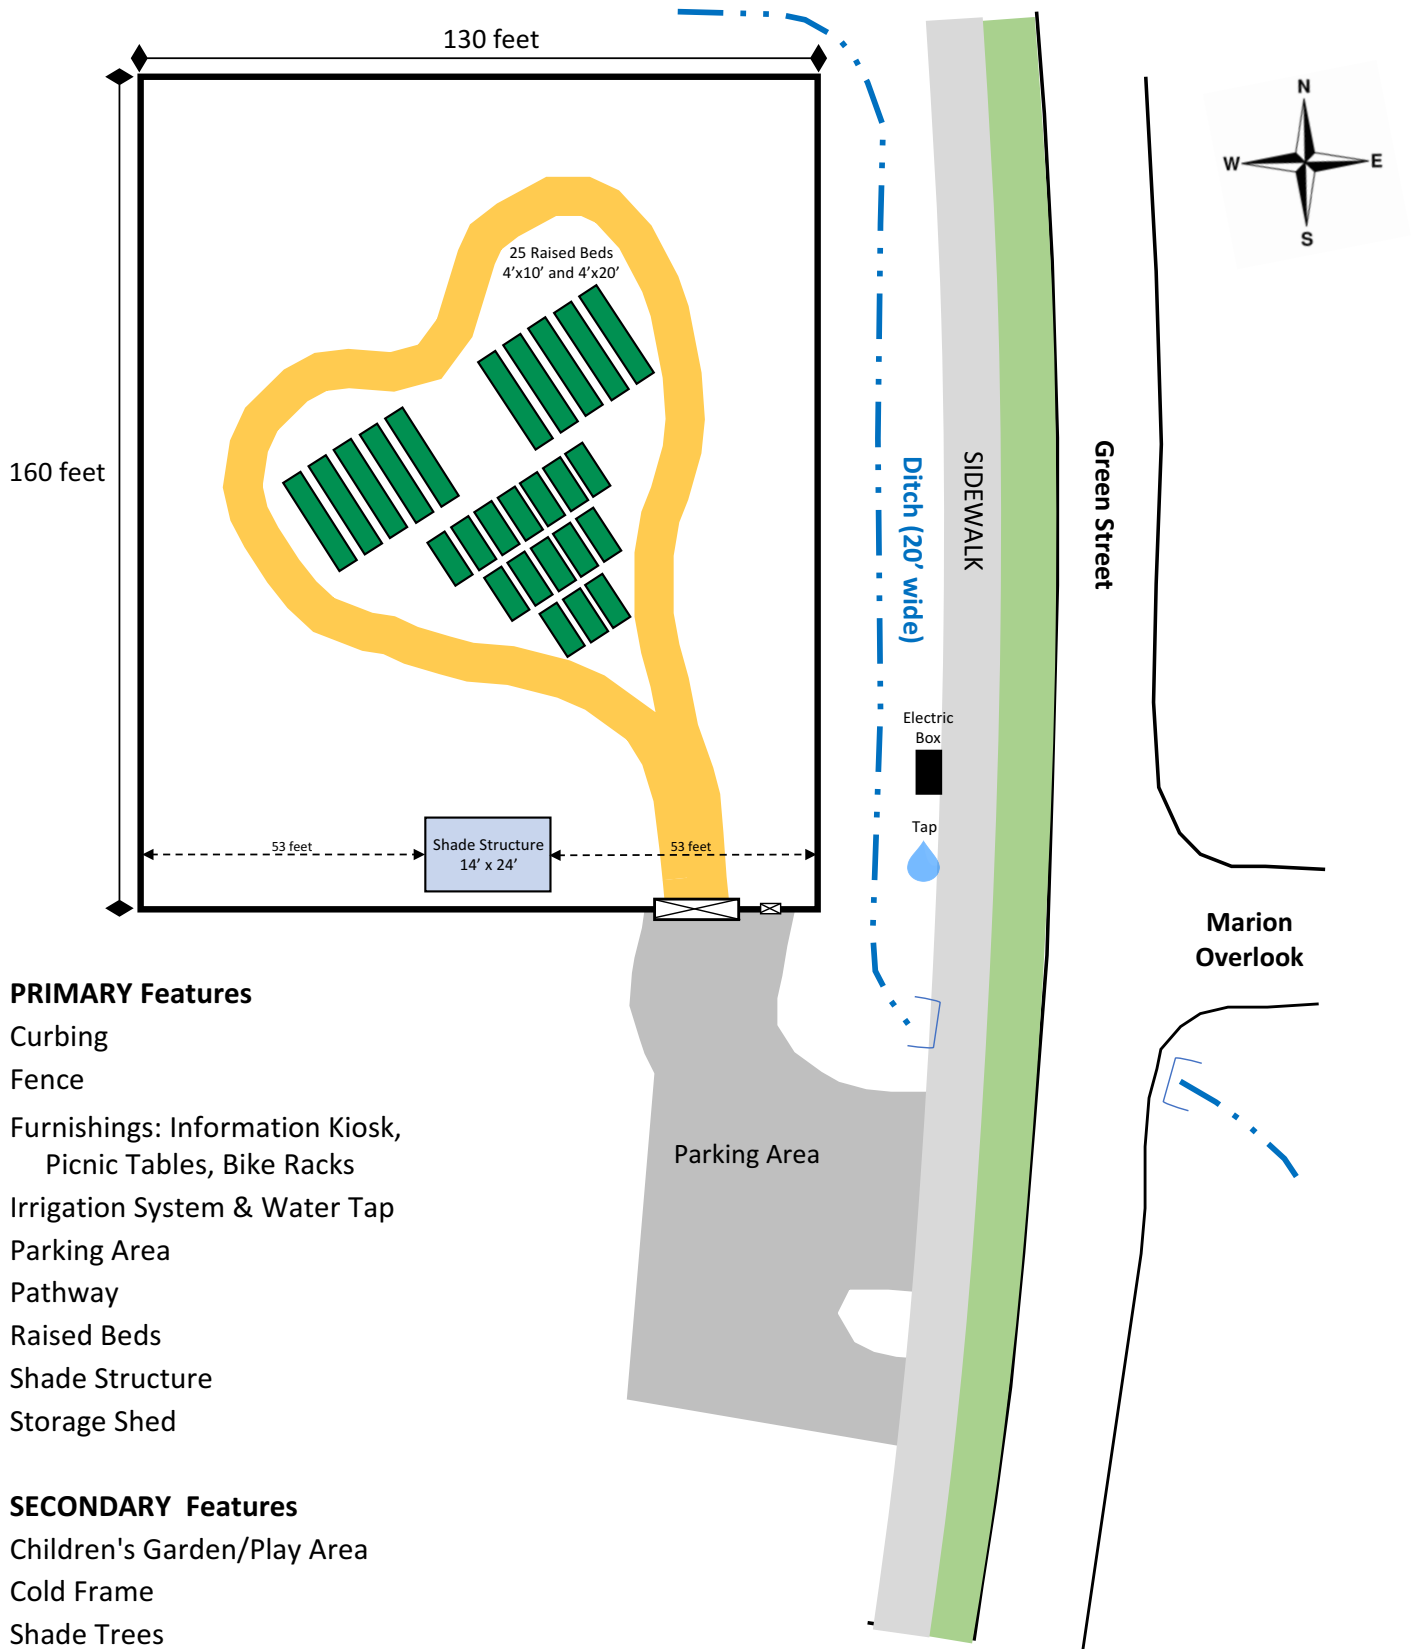 130 feet
N
W
E
S
25 Raised Beds
4’x10’ and 4’x20’
160 feet
Ditch (20’ wide)
SIDEWALK
Green Street
Electric
Box
Tap
53 feet
Shade Structure
14’ x 24’
53 feet
Marion
Overlook
Parking Area
PRIMARY Features
Curbing
Fence
Furnishings: Information Kiosk,
Picnic Tables, Bike Racks
Irrigation System & Water Tap
Parking Area
Pathway
Raised Beds
Shade Structure
Storage Shed
SECONDARY  Features
Children's Garden/Play Area
Cold Frame
Shade Trees